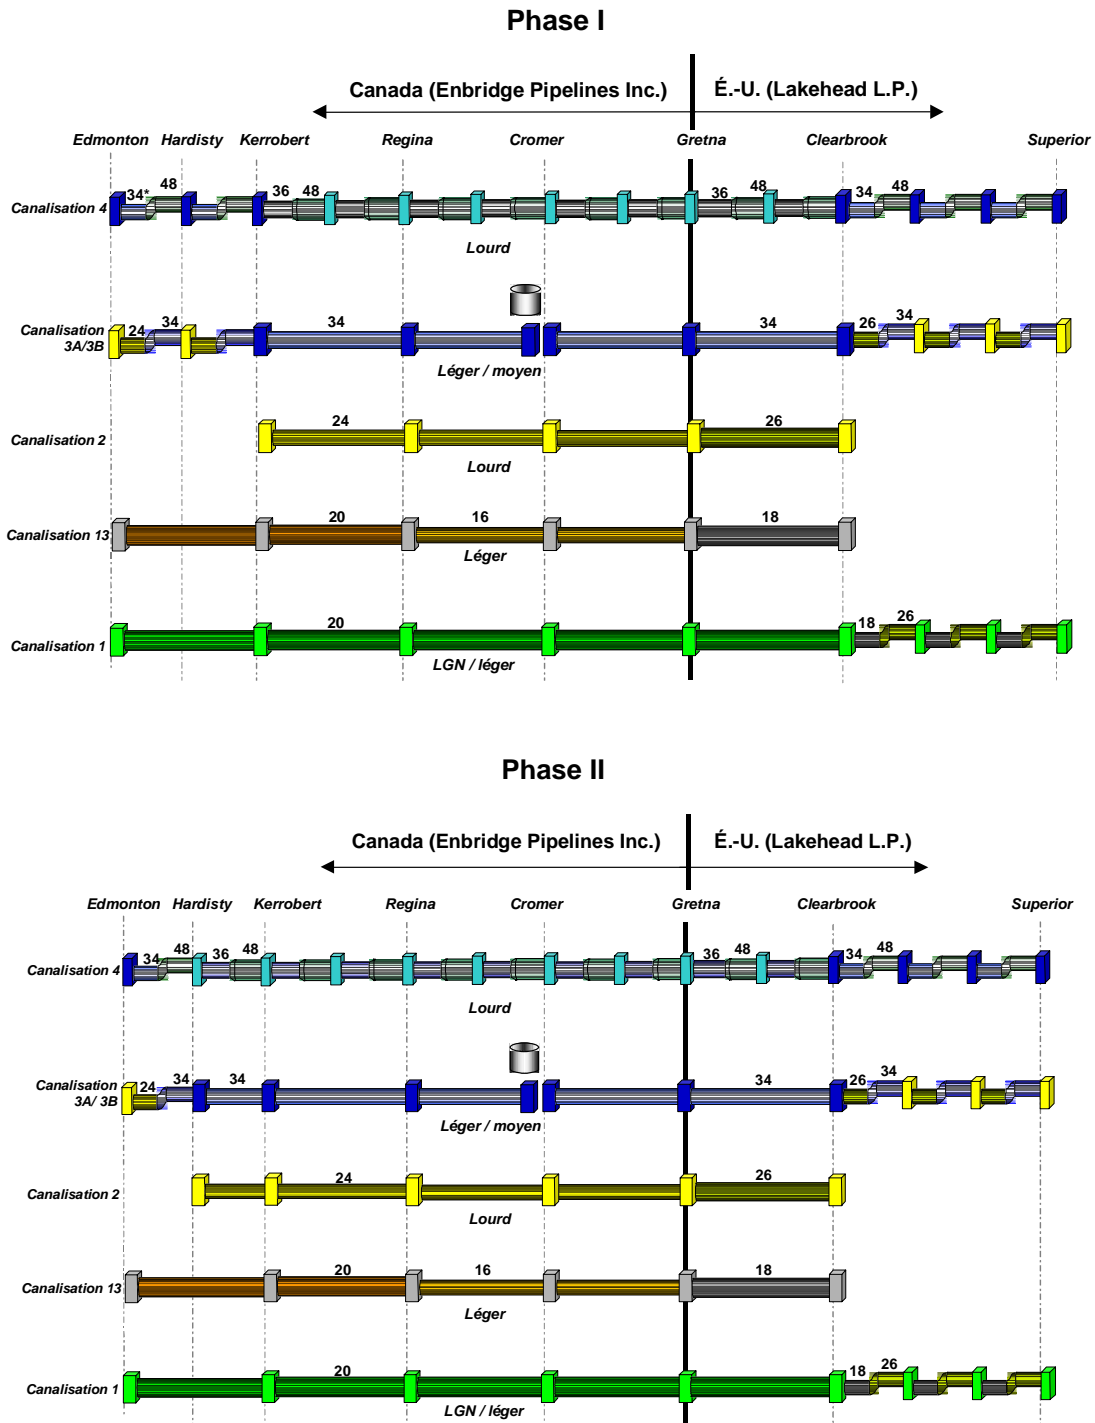 Phase I
Canada (Enbridge Pipelines Inc.) É.-U. (Lakehead L.P.)
Edmonton Hardisty Kerrobert Regina Cromer Gretna Clearbrook Superior
34* 48 36 48 36 48 34 48
Canalisation 4
Lourd
24 34 34 34 26 34
Canalisation
3A/3B
Léger / moyen
24 26
Canalisation 2
Lourd
20 16 18
Canalisation 13
Léger
20 18 26
Canalisation 1
LGN / léger
Phase II
Canada (Enbridge Pipelines Inc.) É.-U. (Lakehead L.P.)
Edmonton Hardisty Kerrobert Regina Cromer Gretna Clearbrook Superior
34 48 36 48 36 48 34 48
Canalisation 4
Lourd
24 34 34 34 26 34
Canalisation
3A/ 3B
Léger / moyen
24 26
Canalisation 2
Lourd
20 16 18
Canalisation 13
Léger
20 18 26
Canalisation 1
LGN / léger